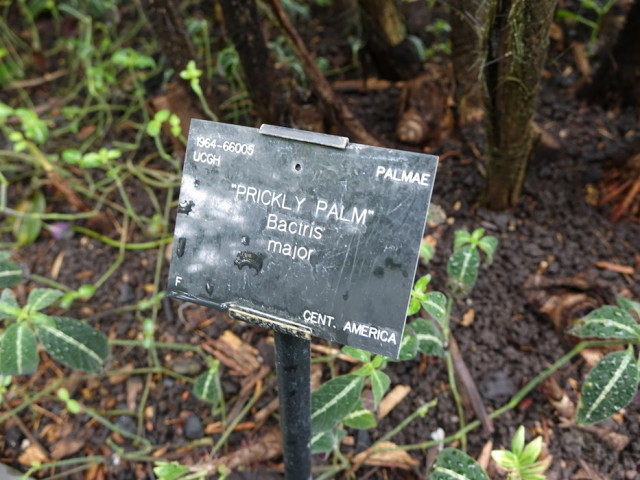 1964-66005
UCGH
PALMAE
"PRICKLY PALM"
Bactris
major
F
CENT. AMERICA